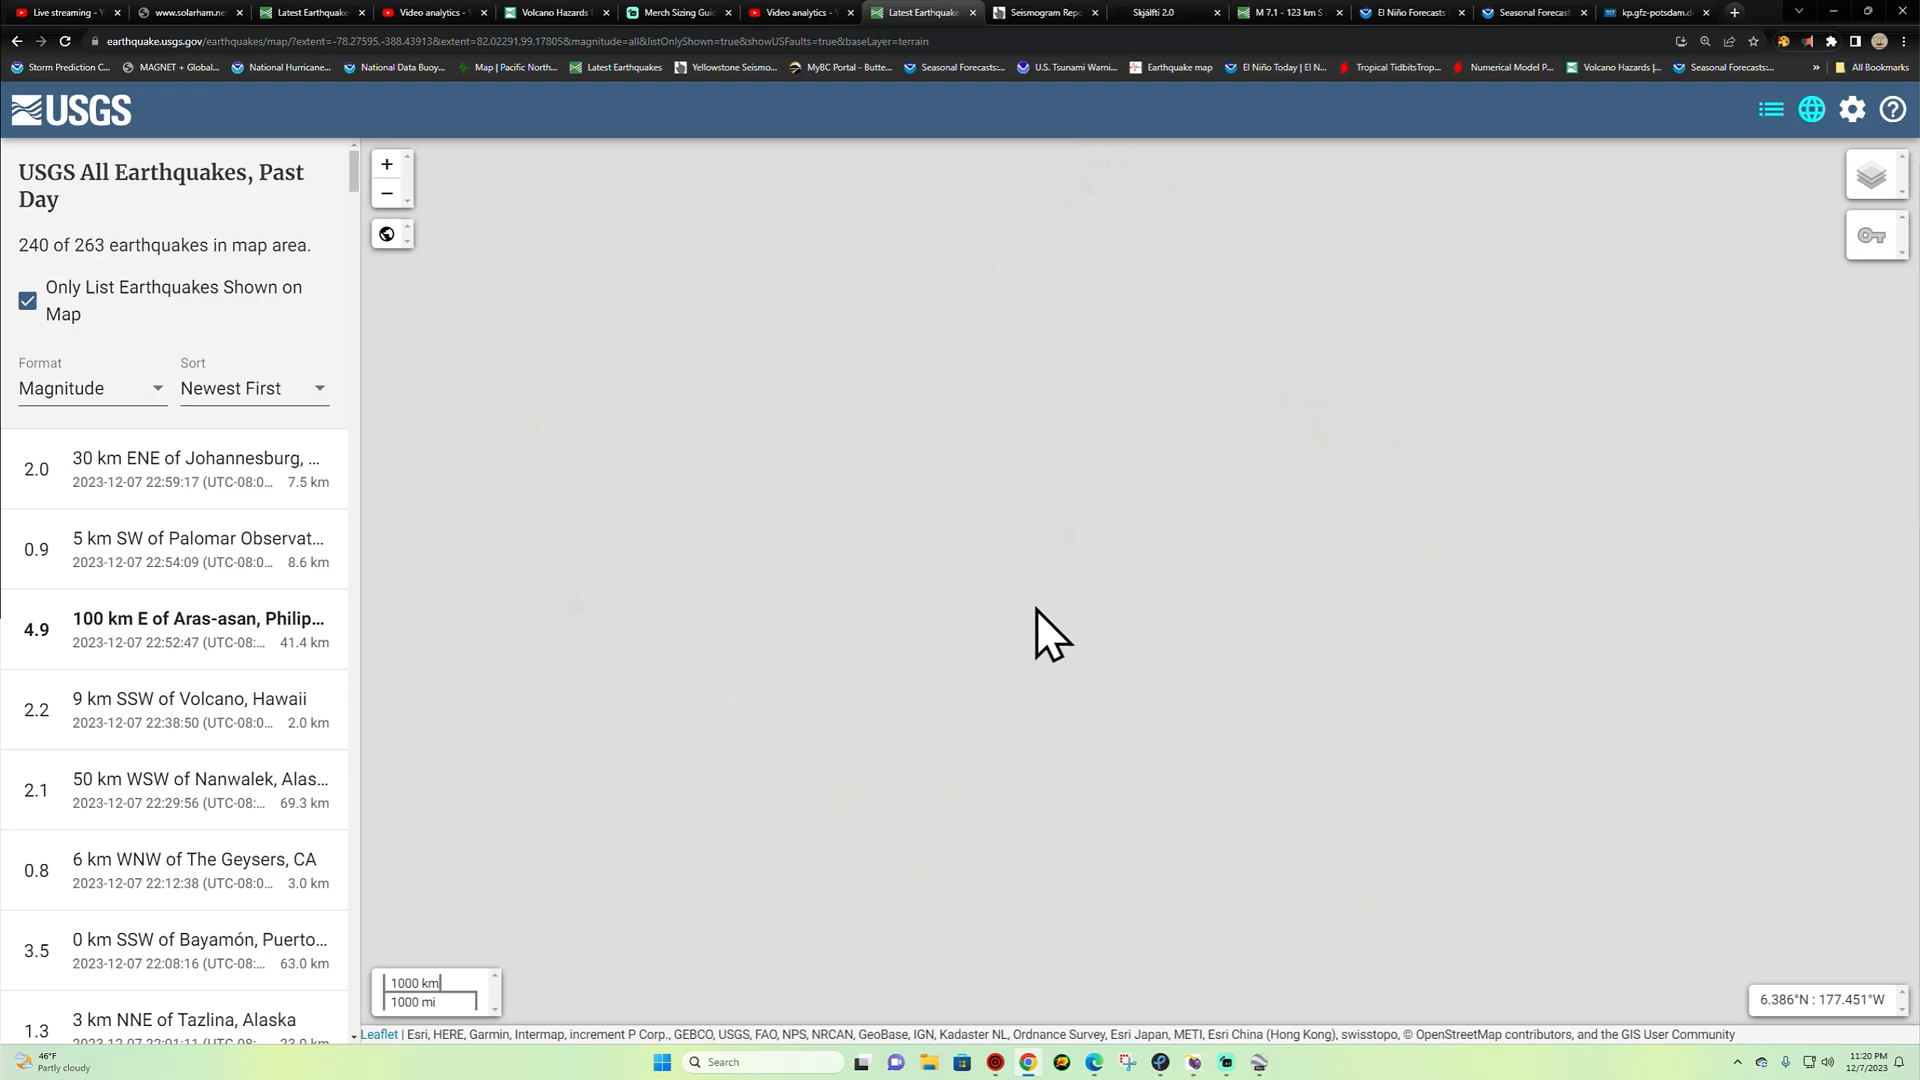 Live streaming - Y
www.solarham.ne
Latest Earthquake
Video analytics - Y
Volcano Hazards
Merch Sizing Guid
Video analytics - Y
Latest Earthquake
Seismogram Repo
Skjálfti 2.0
M 7.1 - 123 km S
El Niño Forecasts
Seasonal Forecast
kp.gfz-potsdam.d
earthquake.usgs.gov/earthquakes/map/?extent=-78.27595,-388.43913&extent=82.02291,99.17805&magnitude=all&listOnlyShown=true&showUSFaults=true&baseLayer=terrain
Storm Prediction C...
MAGNET + Global...
National Hurricane...
National Data Buoy...
Map | Pacific North...
Latest Earthquakes
Yellowstone Seismo...
MyBC Portal - Butte...
Seasonal Forecasts:...
U.S. Tsunami Warni...
Earthquake map
El Niño Today | El N...
Tropical TidbitsTrop...
Numerical Model P...
Volcano Hazards |...
Seasonal Forecasts:...
»
All Bookmarks
USGS
USGS All Earthquakes, Past
Day
240 of 263 earthquakes in map area.
Only List Earthquakes Shown on
Map
Format
Sort
Magnitude
Newest First
2.0
30 km ENE of Johannesburg, ...
2023-12-07 22:59:17 (UTC-08:0... 7.5 km
0.9
5 km SW of Palomar Observat...
2023-12-07 22:54:09 (UTC-08:0... 8.6 km
4.9
100 km E of Aras-asan, Philip...
2023-12-07 22:52:47 (UTC-08:... 41.4 km
2.2
9 km SSW of Volcano, Hawaii
2023-12-07 22:38:50 (UTC-08:0... 2.0 km
2.1
50 km WSW of Nanwalek, Alas...
2023-12-07 22:29:56 (UTC-08:... 69.3 km
0.8
6 km WNW of The Geysers, CA
2023-12-07 22:12:38 (UTC-08:0... 3.0 km
3.5
0 km SSW of Bayamón, Puerto...
2023-12-07 22:08:16 (UTC-08:... 63.0 km
1.3
3 km NNE of Tazlina, Alaska
2023-12-07 22:01:11 (UTC-08:... 23.0 km
+
−
1000 km
1000 mi
6.386°N : 177.451°W
Leaflet | Esri, HERE, Garmin, Intermap, increment P Corp., GEBCO, USGS, FAO, NPS, NRCAN, GeoBase, IGN, Kadaster NL, Ordnance Survey, Esri Japan, METI, Esri China (Hong Kong), swisstopo, © OpenStreetMap contributors, and the GIS User Community
46°F
Partly cloudy
Search
11:20 PM
12/7/2023